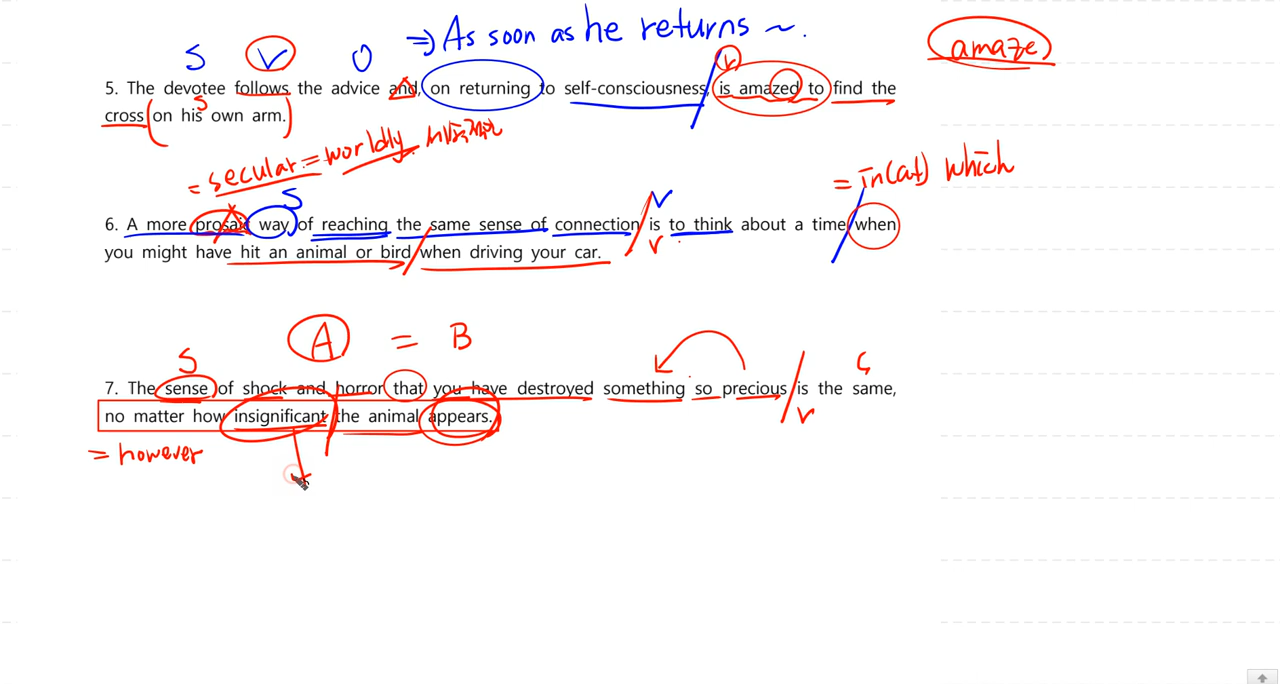 ⇒ As soon as he returns ~.
amaze
S V O
V
5. The devotee follows the advice and, on returning to self-consciousness, is amazed to find the
cross on his own arm.
S
= secular = worldly
= in(at) which
S V
6. A more prosaic way of reaching the same sense of connection is to think about a time when
V
you might have hit an animal or bird when driving your car.
A = B
S
7. The sense of shock and horror that you have destroyed something so precious is the same,
V
no matter how insignificant the animal appears.
= however